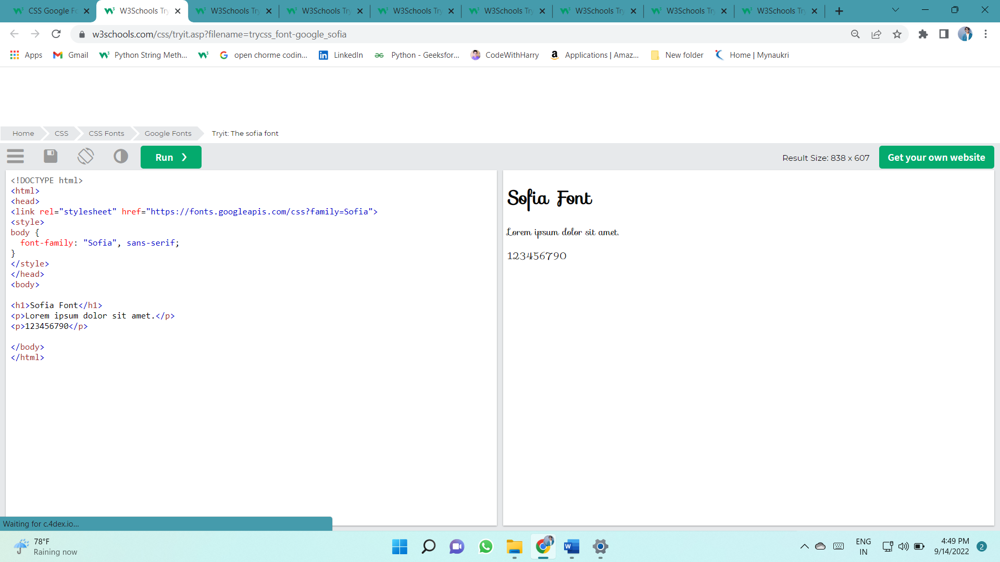 CSS Google Fo
W3Schools Try
W3Schools Try
W3Schools Try
W3Schools Try
W3Schools Try
W3Schools Try
W3Schools Try
W3Schools Try
w3schools.com/css/tryit.asp?filename=trycss_font-google_sofia
Apps
Gmail
Python String Meth...
open chorme codin...
LinkedIn
Python - Geeksfor...
CodeWithHarry
Applications | Amaz...
New folder
Home | Mynaukri
Home
CSS
CSS Fonts
Google Fonts
Tryit: The sofia font
Run ❯
Result Size: 838 x 607
Get your own website
<!DOCTYPE html>
<html>
<head>
<link rel="stylesheet" href="https://fonts.googleapis.com/css?family=Sofia">
<style>
body {
  font-family: "Sofia", sans-serif;
}
</style>
</head>
<body>
<h1>Sofia Font</h1>
<p>Lorem ipsum dolor sit amet.</p>
<p>123456790</p>
</body>
</html>
Sofia Font
Lorem ipsum dolor sit amet.
123456790
Waiting for c.4dex.io...
78°F
Raining now
ENG
IN
4:49 PM
9/14/2022
2